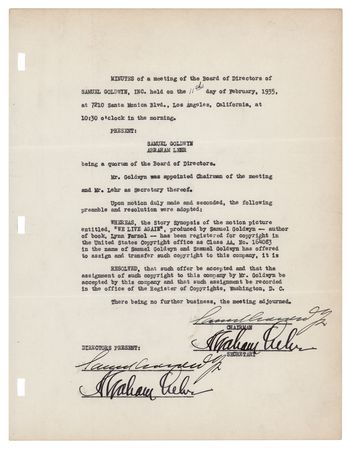 MINUTES of a meeting of the Board of Directors of
SAMUEL GOLDWYN, INC. held on the 11th day of February, 1935,
at 7210 Santa Monica Blvd., Los Angeles, California, at
10:30 o'clock in the morning.
PRESENT:
SAMUEL GOLDWYN
ABRAHAM LEHR
being a quorum of the Board of Directors.
Mr. Goldwyn was appointed Chairman of the meeting
and Mr. Lehr as Secretary thereof.
Upon motion duly made and seconded, the following
preamble and resolution were adopted;
WHEREAS, the Story Synopsis of the motion picture
entitled, "WE LIVE AGAIN", produced by Samuel Goldwyn -- author
of book, Lynn Farnol -- has been registered for copyright in
the United States Copyright office as Class AA, No. 164083
in the name of Samuel Goldwyn and Samuel Goldwyn has offered
to assign and transfer such copyright to this company, it is
RESOLVED, that such offer be accepted and that the
assignment of such copyright to this company by Mr. Goldwyn be
accepted by this company and that such assignment be recorded
in the office of the Register of Copyrights, Washington, D. C.
There being no further business, the meeting adjourned.
CHAIRMAN
Abraham Lehr
SECRETARY
DIRECTORS PRESENT:
Abraham Lehr